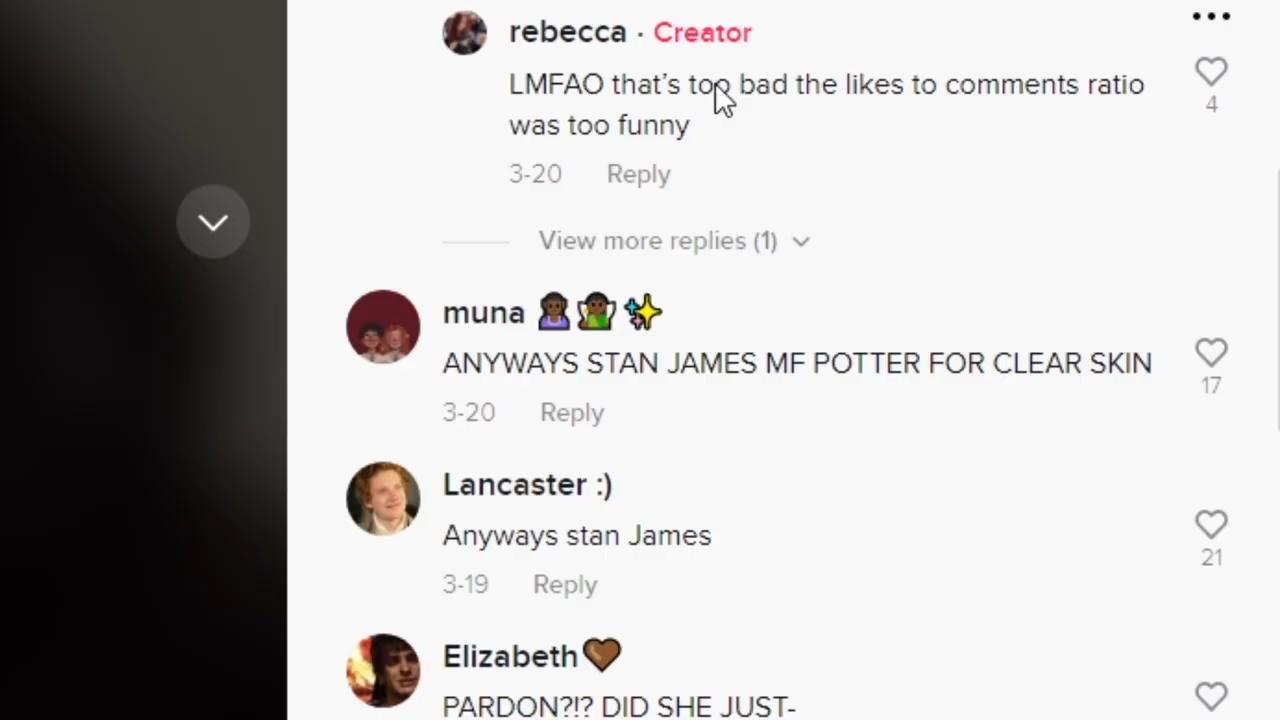 rebecca · Creator
LMFAO that's too bad the likes to comments ratio
was too funny
4
3-20 Reply
View more replies (1)
muna 🙎🏾‍♀️💁🏾✨
ANYWAYS STAN JAMES MF POTTER FOR CLEAR SKIN
17
3-20 Reply
Lancaster :)
Anyways stan James
21
3-19 Reply
Elizabeth🤎
PARDON?!? DID SHE JUST-